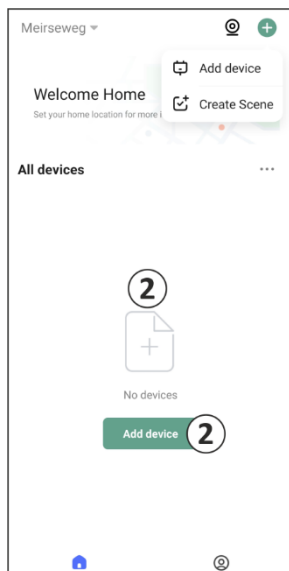 Meirseweg
Add device
Create Scene
Welcome Home
Set your home location for more i
All devices
2
No devices
Add device 2